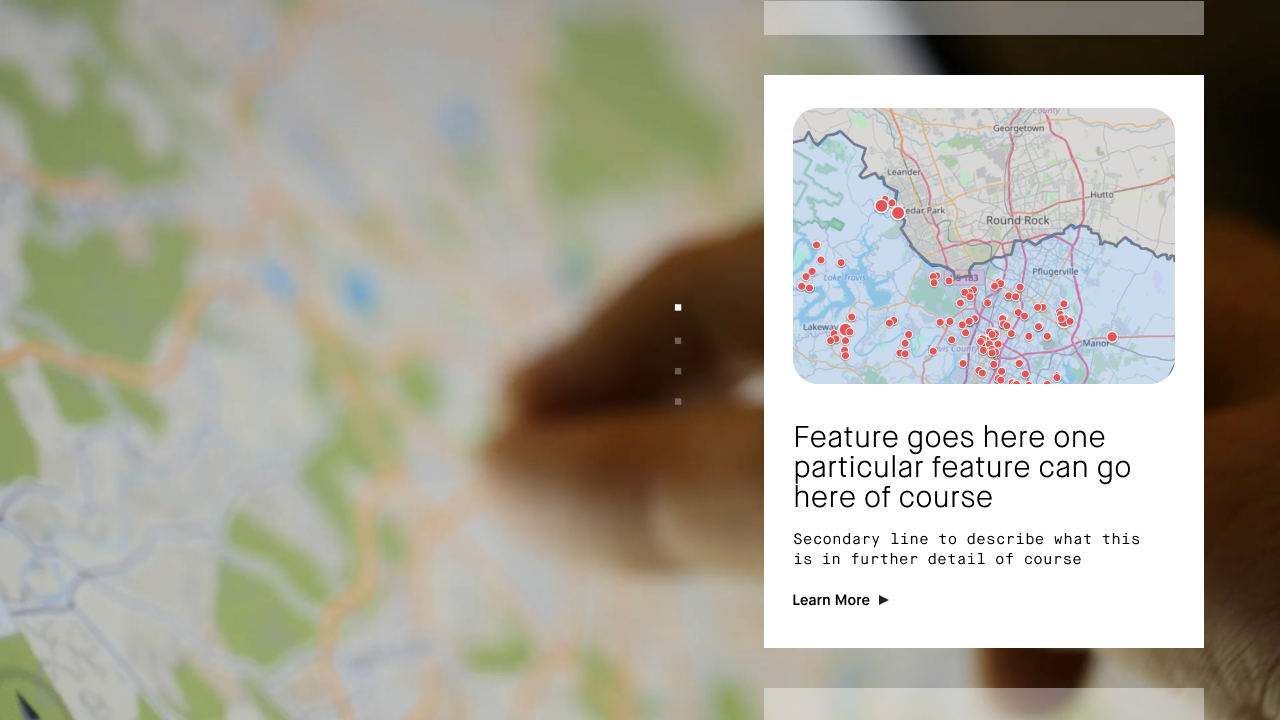 County
Georgetown
Leander
Hutto
edar Park
Round Rock
Pflugerville
Lake Travis
Lakeway
Manor
Feature goes here one
particular feature can go
here of course
Secondary line to describe what this
is in further detail of course
Learn More